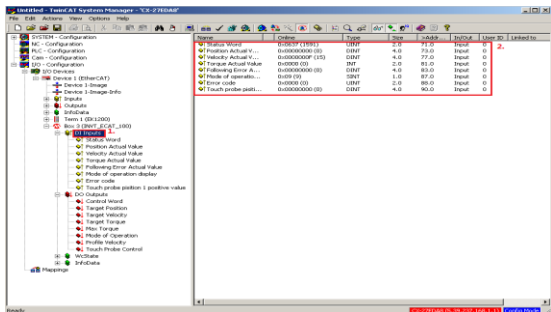 Untitled - TwinCAT System Manager - 'CX-27EDA8'
File Edit Actions View Options Help
SYSTEM - Configuration
NC - Configuration
PLC - Configuration
Cam - Configuration
I/O - Configuration
I/O Devices
Device 1 (EtherCAT)
Device 1-Image
Device 1-Image-Info
Inputs
Outputs
InfoData
Term 1 (EK1200)
Box 3 (INVT_ECAT_100)
DI Inputs 1.
Status Word
Position Actual Value
Velocity Actual Value
Torque Actual Value
Following Error Actual Value
Mode of operation display
Error code
Touch probe psition 1 positive value
DO Outputs
Control Word
Target Position
Target Velocity
Target Torque
Max Torque
Mode of Operation
Profile Velocity
Touch Probe Control
WcState
InfoData
Mappings
Name Online Type Size >Addr... In/Out User ID Linked to
Status Word 0x0637 (1591) UINT 2.0 71.0 Input 0 2.
Position Actual V... 0x00000000 (0) DINT 4.0 73.0 Input 0
Velocity Actual V... 0x0000000F (15) DINT 4.0 77.0 Input 0
Torque Actual Value 0x0000 (0) INT 2.0 81.0 Input 0
Following Error A... 0x00000000 (0) DINT 4.0 83.0 Input 0
Mode of operatio... 0x09 (9) SINT 1.0 87.0 Input 0
Error code 0x0000 (0) UINT 2.0 88.0 Input 0
Touch probe psiti... 0x00000000 (0) DINT 4.0 90.0 Input 0
Ready
Config Mode